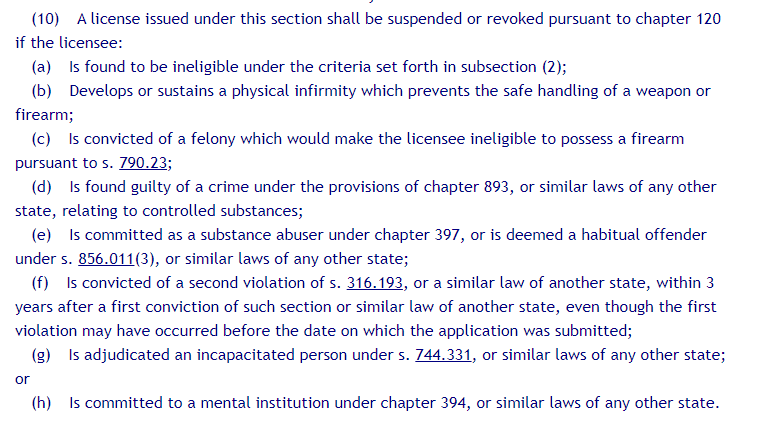 (10) A license issued under this section shall be suspended or revoked pursuant to chapter 120
if the licensee:
(a) Is found to be ineligible under the criteria set forth in subsection (2);
(b) Develops or sustains a physical infirmity which prevents the safe handling of a weapon or
firearm;
(c) Is convicted of a felony which would make the licensee ineligible to possess a firearm
pursuant to s. 790.23;
(d) Is found guilty of a crime under the provisions of chapter 893, or similar laws of any other
state, relating to controlled substances;
(e) Is committed as a substance abuser under chapter 397, or is deemed a habitual offender
under s. 856.011(3), or similar laws of any other state;
(f) Is convicted of a second violation of s. 316.193, or a similar law of another state, within 3
years after a first conviction of such section or similar law of another state, even though the first
violation may have occurred before the date on which the application was submitted;
(g) Is adjudicated an incapacitated person under s. 744.331, or similar laws of any other state;
or
(h) Is committed to a mental institution under chapter 394, or similar laws of any other state.